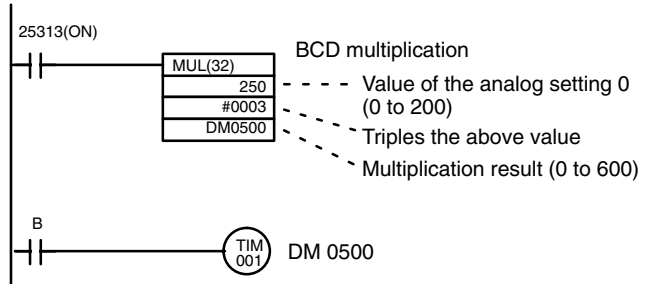 25313(ON)
BCD multiplication
MUL(32)
250
Value of the analog setting 0
(0 to 200)
#0003
Triples the above value
DM0500
Multiplication result (0 to 600)
B
TIM
001
DM 0500